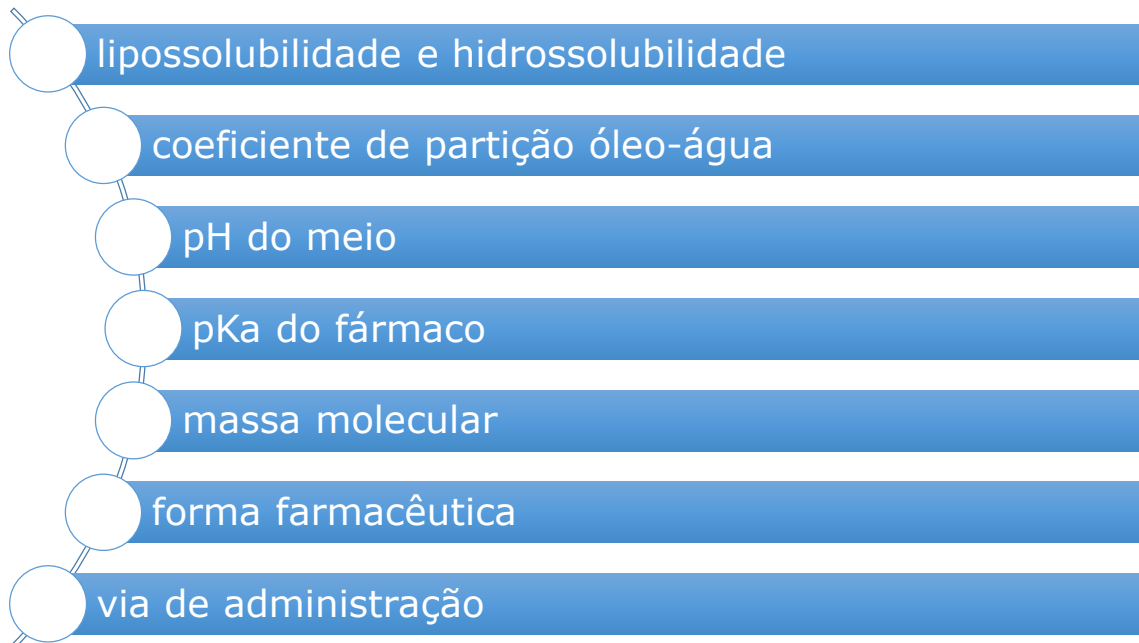 lipossolubilidade e hidrossolubilidade
coeficiente de partição óleo-água
pH do meio
pKa do fármaco
massa molecular
forma farmacêutica
via de administração